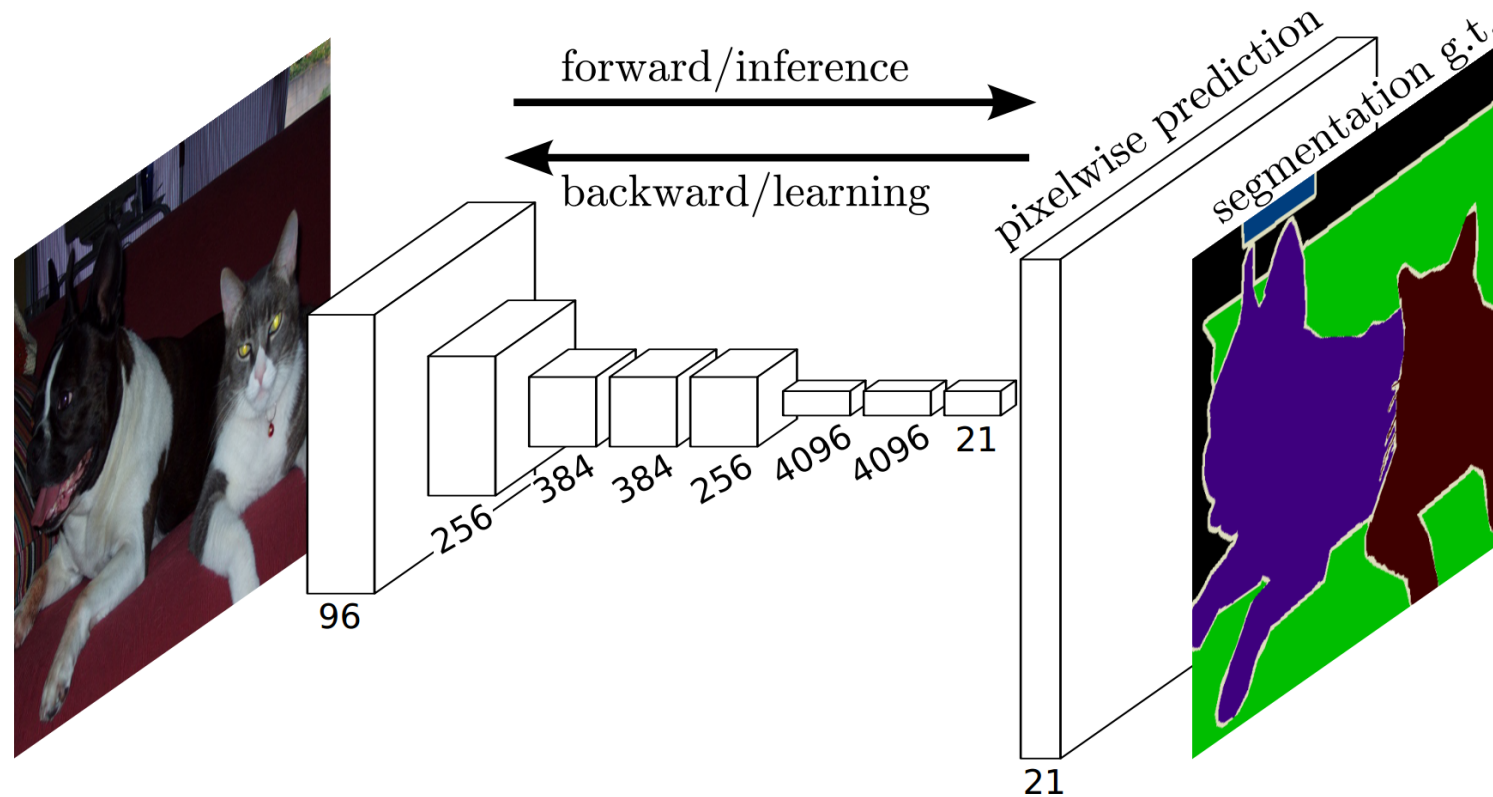 forward/inference
backward/learning
pixelwise prediction
segmentation g.t.
96
256
384
384
256
4096
4096
21
21